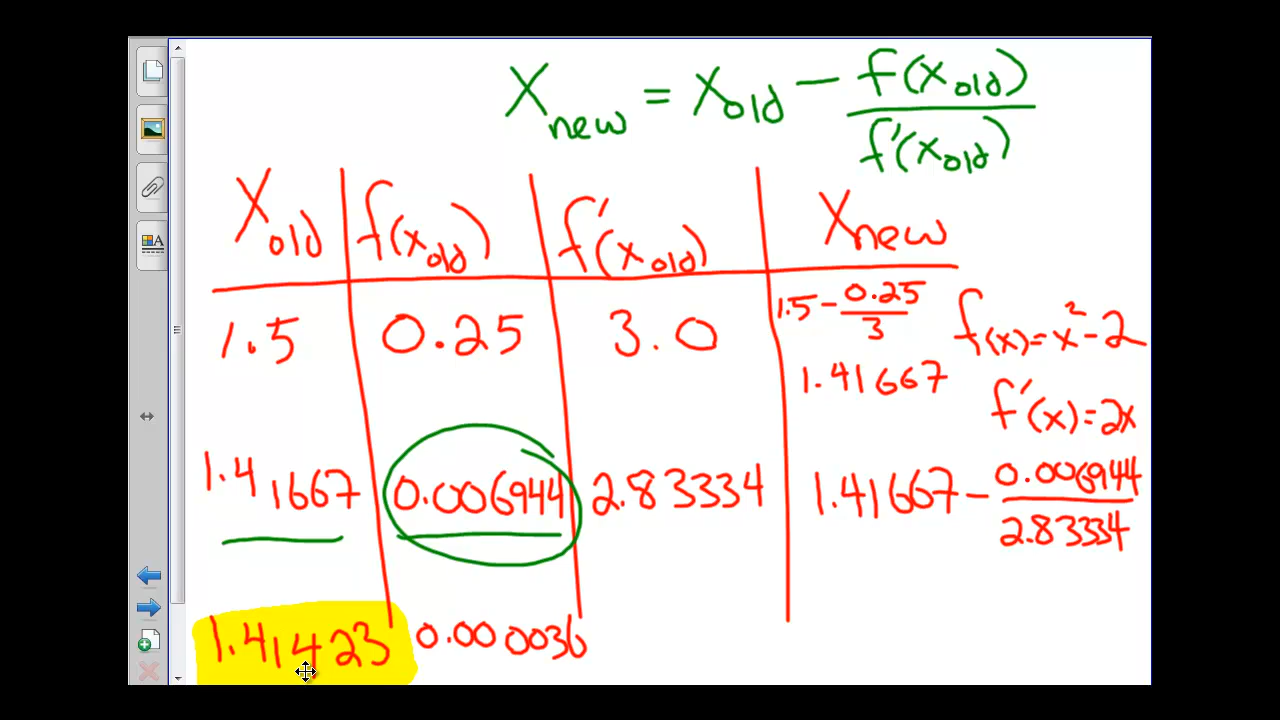 Xnew = Xold − f(Xold) / f'(Xold)
Xold f(xold) f'(xold) Xnew
1.5 0.25 3.0 1.5 − 0.25/3
1.41667
f(x)=x²−2
f'(x)=2x
1.41667 0.006944 2.83334 1.41667 − 0.006944/2.83334
1.41423 0.000036